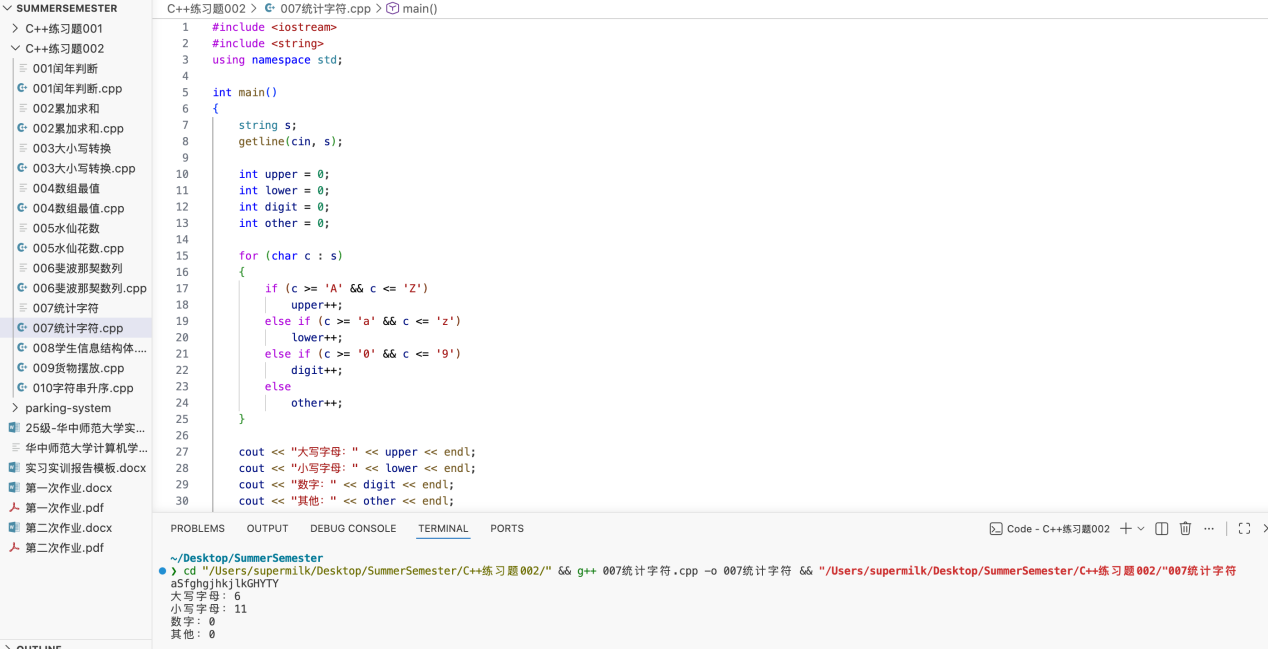 SUMMERSEMESTER
C++练习题001
C++练习题002
001闰年判断
001闰年判断.cpp
002累加求和
002累加求和.cpp
003大小写转换
003大小写转换.cpp
004数组最值
004数组最值.cpp
005水仙花数
005水仙花数.cpp
006斐波那契数列
006斐波那契数列.cpp
007统计字符
007统计字符.cpp
008学生信息结构体....
009货物摆放.cpp
010字符串升序.cpp
parking-system
25级-华中师范大学实...
华中师范大学计算机学...
实习实训报告模板.docx
第一次作业.docx
第一次作业.pdf
第二次作业.docx
第二次作业.pdf
OUTLINE
C++练习题002 > 007统计字符.cpp > main()
1 #include <iostream>
2 #include <string>
3 using namespace std;
4
5 int main()
6 {
7 string s;
8 getline(cin, s);
9
10 int upper = 0;
11 int lower = 0;
12 int digit = 0;
13 int other = 0;
14
15 for (char c : s)
16 {
17 if (c >= 'A' && c <= 'Z')
18 upper++;
19 else if (c >= 'a' && c <= 'z')
20 lower++;
21 else if (c >= '0' && c <= '9')
22 digit++;
23 else
24 other++;
25 }
26
27 cout << "大写字母：" << upper << endl;
28 cout << "小写字母：" << lower << endl;
29 cout << "数字：" << digit << endl;
30 cout << "其他：" << other << endl;
PROBLEMS OUTPUT DEBUG CONSOLE TERMINAL PORTS Code - C++练习题002
~/Desktop/SummerSemester
❯ cd "/Users/supermilk/Desktop/SummerSemester/C++练习题002/" && g++ 007统计字符.cpp -o 007统计字符 && "/Users/supermilk/Desktop/SummerSemester/C++练习题002/"007统计字符
aSfghgjhkjlkGHYTY
大写字母：6
小写字母：11
数字：0
其他：0